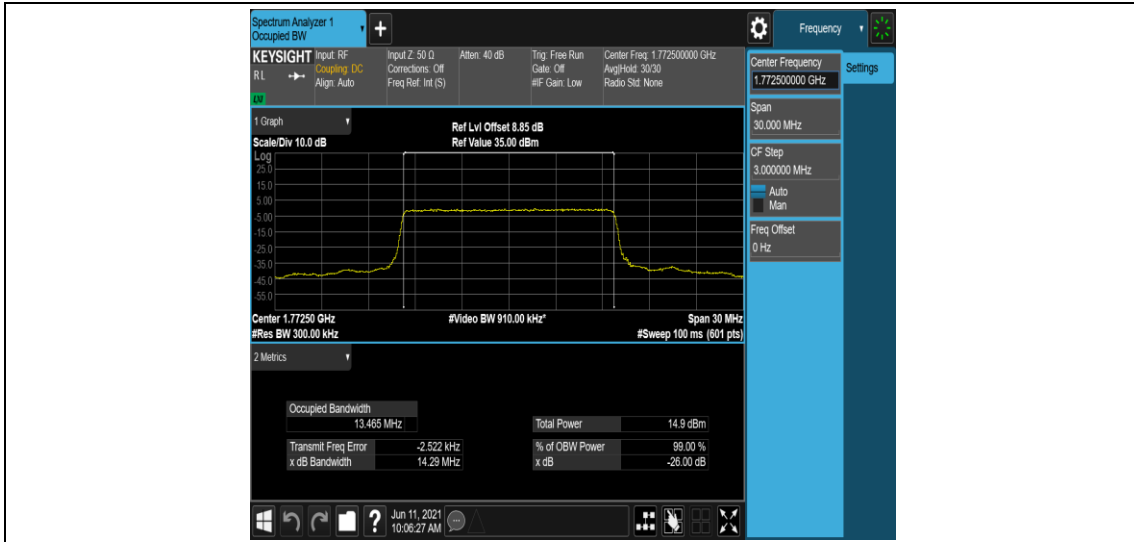 Spectrum Analyzer 1
Occupied BW
Frequency
KEYSIGHT Input: RF Input Z: 50 Ω Atten: 40 dB Trig: Free Run Center Freq: 1.772500000 GHz
RL Coupling: DC Corrections: Off Gate: Off Avg|Hold: 30/30
Align: Auto Freq Ref: Int (S) #IF Gain: Low Radio Std: None
LXI
Center Frequency
1.772500000 GHz
Settings
Span
30.000 MHz
CF Step
3.000000 MHz
Auto
Man
Freq Offset
0 Hz
1 Graph
Ref Lvl Offset 8.85 dB
Scale/Div 10.0 dB Ref Value 35.00 dBm
Log
25.0
15.0
5.00
-5.00
-15.0
-25.0
-35.0
-45.0
-55.0
Center 1.77250 GHz #Video BW 910.00 kHz* Span 30 MHz
#Res BW 300.00 kHz #Sweep 100 ms (601 pts)
2 Metrics
Occupied Bandwidth
13.465 MHz Total Power 14.9 dBm
Transmit Freq Error -2.522 kHz % of OBW Power 99.00 %
x dB Bandwidth 14.29 MHz x dB -26.00 dB
? Jun 11, 2021
10:06:27 AM